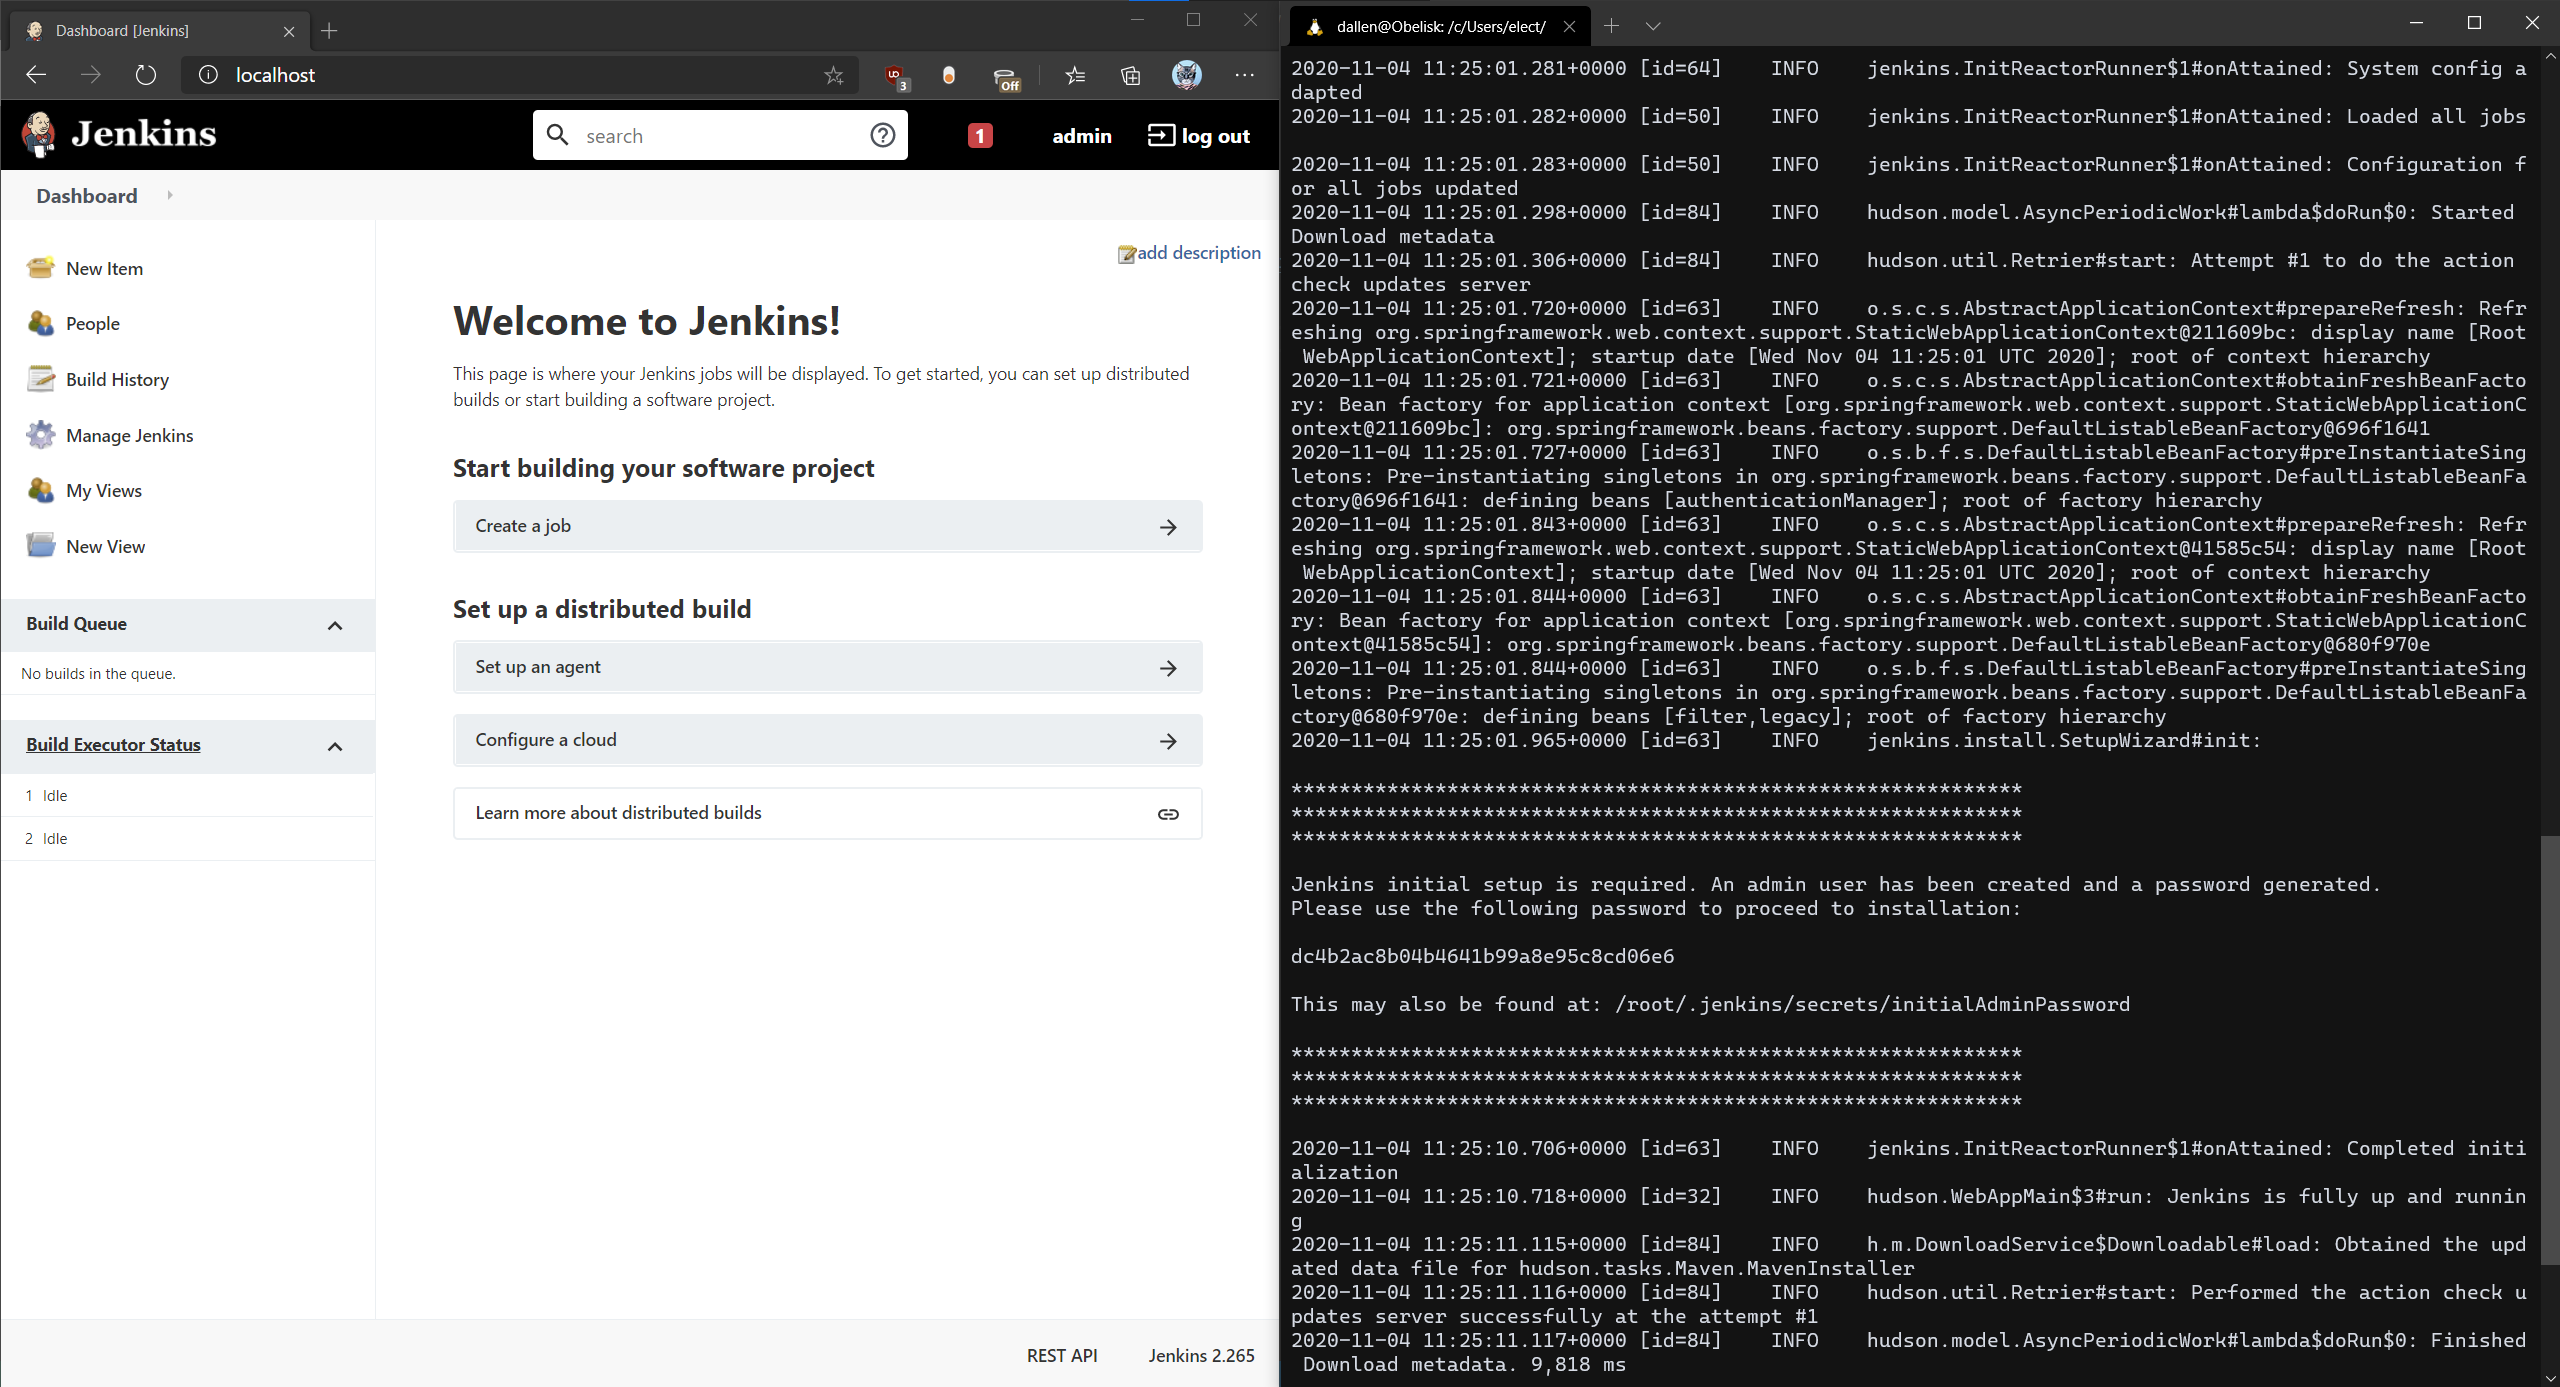 Dashboard [Jenkins]
localhost
3
Off
Jenkins
search
1
admin
log out
Dashboard
New Item
People
Build History
Manage Jenkins
My Views
New View
Build Queue
No builds in the queue.
Build Executor Status
1 Idle
2 Idle
add description
Welcome to Jenkins!
This page is where your Jenkins jobs will be displayed. To get started, you can set up distributed
builds or start building a software project.
Start building your software project
Create a job
Set up a distributed build
Set up an agent
Configure a cloud
Learn more about distributed builds
REST API
Jenkins 2.265
dallen@Obelisk: /c/Users/elect/
2020-11-04 11:25:01.281+0000 [id=64] INFO jenkins.InitReactorRunner$1#onAttained: System config a
dapted
2020-11-04 11:25:01.282+0000 [id=50] INFO jenkins.InitReactorRunner$1#onAttained: Loaded all jobs
2020-11-04 11:25:01.283+0000 [id=50] INFO jenkins.InitReactorRunner$1#onAttained: Configuration f
or all jobs updated
2020-11-04 11:25:01.298+0000 [id=84] INFO hudson.model.AsyncPeriodicWork#lambda$doRun$0: Started
Download metadata
2020-11-04 11:25:01.306+0000 [id=84] INFO hudson.util.Retrier#start: Attempt #1 to do the action
check updates server
2020-11-04 11:25:01.720+0000 [id=63] INFO o.s.c.s.AbstractApplicationContext#prepareRefresh: Refr
eshing org.springframework.web.context.support.StaticWebApplicationContext@211609bc: display name [Root
WebApplicationContext]; startup date [Wed Nov 04 11:25:01 UTC 2020]; root of context hierarchy
2020-11-04 11:25:01.721+0000 [id=63] INFO o.s.c.s.AbstractApplicationContext#obtainFreshBeanFacto
ry: Bean factory for application context [org.springframework.web.context.support.StaticWebApplicationC
ontext@211609bc]: org.springframework.beans.factory.support.DefaultListableBeanFactory@696f1641
2020-11-04 11:25:01.727+0000 [id=63] INFO o.s.b.f.s.DefaultListableBeanFactory#preInstantiateSing
letons: Pre-instantiating singletons in org.springframework.beans.factory.support.DefaultListableBeanFa
ctory@696f1641: defining beans [authenticationManager]; root of factory hierarchy
2020-11-04 11:25:01.843+0000 [id=63] INFO o.s.c.s.AbstractApplicationContext#prepareRefresh: Refr
eshing org.springframework.web.context.support.StaticWebApplicationContext@41585c54: display name [Root
WebApplicationContext]; startup date [Wed Nov 04 11:25:01 UTC 2020]; root of context hierarchy
2020-11-04 11:25:01.844+0000 [id=63] INFO o.s.c.s.AbstractApplicationContext#obtainFreshBeanFacto
ry: Bean factory for application context [org.springframework.web.context.support.StaticWebApplicationC
ontext@41585c54]: org.springframework.beans.factory.support.DefaultListableBeanFactory@680f970e
2020-11-04 11:25:01.844+0000 [id=63] INFO o.s.b.f.s.DefaultListableBeanFactory#preInstantiateSing
letons: Pre-instantiating singletons in org.springframework.beans.factory.support.DefaultListableBeanFa
ctory@680f970e: defining beans [filter,legacy]; root of factory hierarchy
2020-11-04 11:25:01.965+0000 [id=63] INFO jenkins.install.SetupWizard#init:
*************************************************************
*************************************************************
*************************************************************
Jenkins initial setup is required. An admin user has been created and a password generated.
Please use the following password to proceed to installation:
dc4b2ac8b04b4641b99a8e95c8cd06e6
This may also be found at: /root/.jenkins/secrets/initialAdminPassword
*************************************************************
*************************************************************
*************************************************************
2020-11-04 11:25:10.706+0000 [id=63] INFO jenkins.InitReactorRunner$1#onAttained: Completed initi
alization
2020-11-04 11:25:10.718+0000 [id=32] INFO hudson.WebAppMain$3#run: Jenkins is fully up and runnin
g
2020-11-04 11:25:11.115+0000 [id=84] INFO h.m.DownloadService$Downloadable#load: Obtained the upd
ated data file for hudson.tasks.Maven.MavenInstaller
2020-11-04 11:25:11.116+0000 [id=84] INFO hudson.util.Retrier#start: Performed the action check u
pdates server successfully at the attempt #1
2020-11-04 11:25:11.117+0000 [id=84] INFO hudson.model.AsyncPeriodicWork#lambda$doRun$0: Finished
Download metadata. 9,818 ms